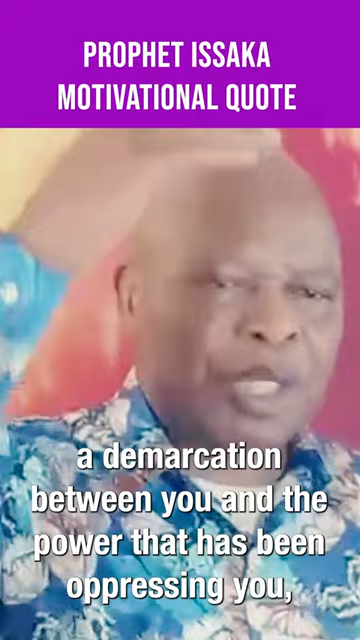 PROPHET ISSAKA
MOTIVATIONAL QUOTE
a demarcation
between you and the
power that has been
oppressing you,